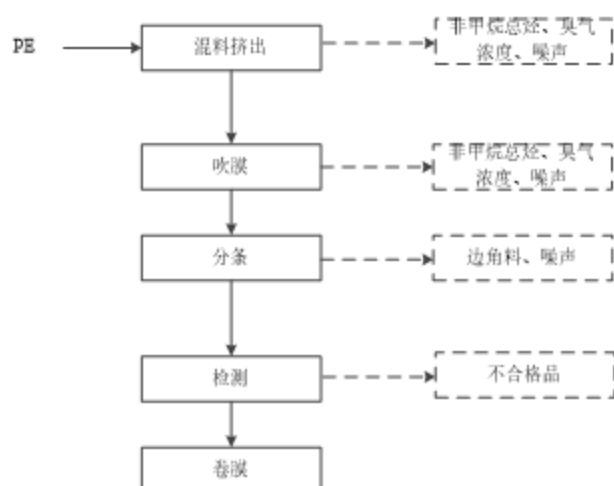 PE
混料挤出
非甲烷总烃、臭气
浓度、噪声
吹膜
非甲烷总烃、臭气
浓度、噪声
分条
边角料、噪声
检测
不合格品
卷膜